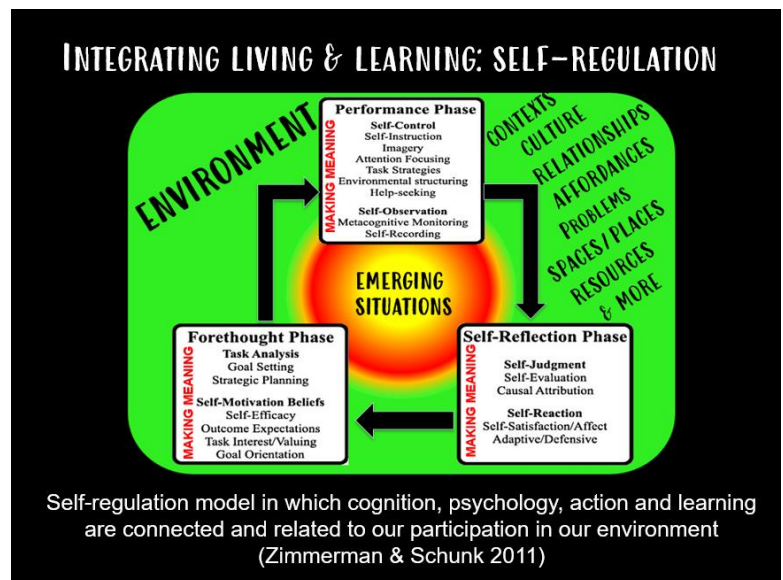 INTEGRATING LIVING & LEARNING: SELF-REGULATION
ENVIRONMENT
Performance Phase
MAKING MEANING
Self-Control
Self-Instruction
Imagery
Attention Focusing
Task Strategies
Environmental structuring
Help-seeking
Self-Observation
Metacognitive Monitoring
Self-Recording
CONTEXTS
CULTURE
RELATIONSHIPS
AFFORDANCES
PROBLEMS
SPACES/PLACES
RESOURCES
& MORE
EMERGING
SITUATIONS
Forethought Phase
MAKING MEANING
Task Analysis
Goal Setting
Strategic Planning
Self-Motivation Beliefs
Self-Efficacy
Outcome Expectations
Task Interest/Valuing
Goal Orientation
Self-Reflection Phase
MAKING MEANING
Self-Judgment
Self-Evaluation
Causal Attribution
Self-Reaction
Self-Satisfaction/Affect
Adaptive/Defensive
Self-regulation model in which cognition, psychology, action and learning
are connected and related to our participation in our environment
(Zimmerman & Schunk 2011)